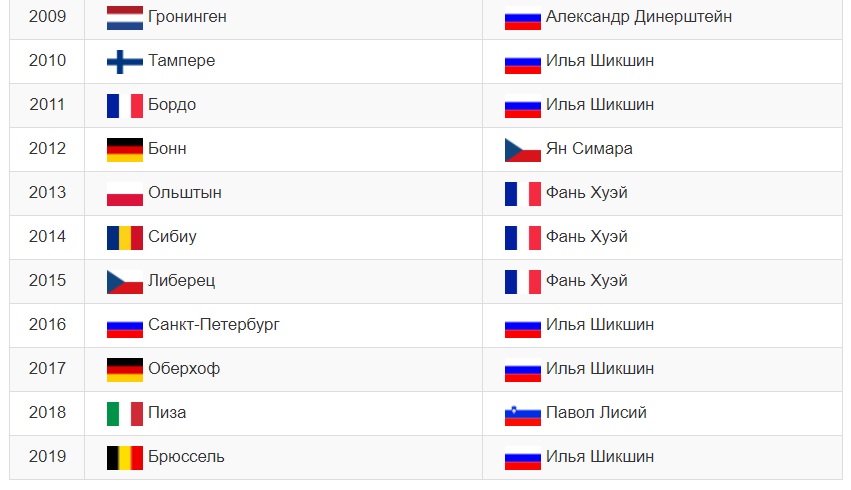 2009 Гронинген Александр Динерштейн
2010 Тампере Илья Шикшин
2011 Бордо Илья Шикшин
2012 Бонн Ян Симара
2013 Ольштын Фань Хуэй
2014 Сибиу Фань Хуэй
2015 Либерец Фань Хуэй
2016 Санкт-Петербург Илья Шикшин
2017 Оберхоф Илья Шикшин
2018 Пиза Павол Лисий
2019 Брюссель Илья Шикшин